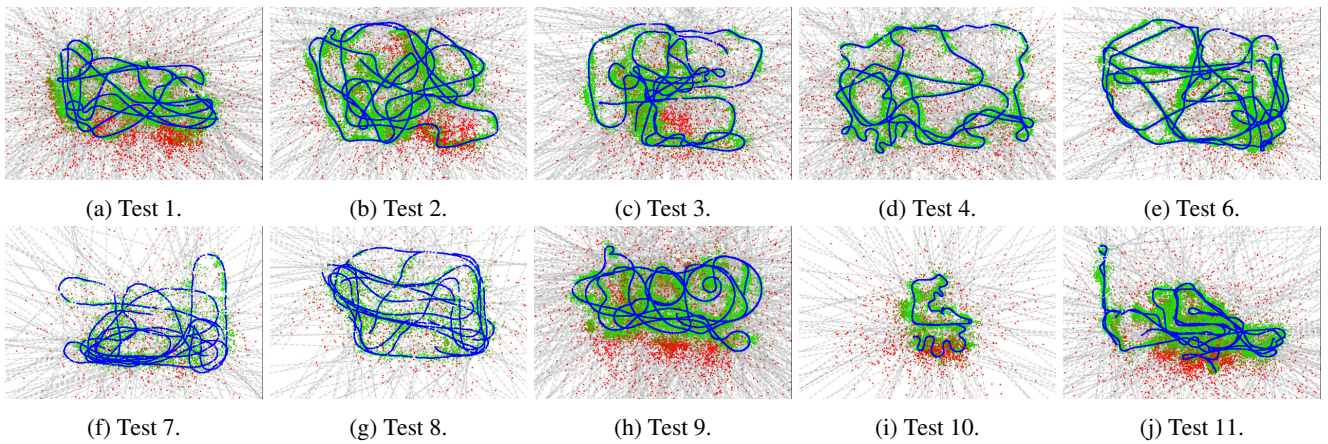 (a) Test 1.
(b) Test 2.
(c) Test 3.
(d) Test 4.
(e) Test 6.
(f) Test 7.
(g) Test 8.
(h) Test 9.
(i) Test 10.
(j) Test 11.